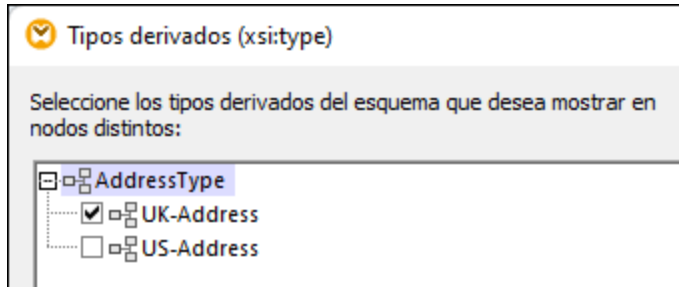 Tipos derivados (xsi:type)
Seleccione los tipos derivados del esquema que desea mostrar en
nodos distintos:
AddressType
UK-Address
US-Address